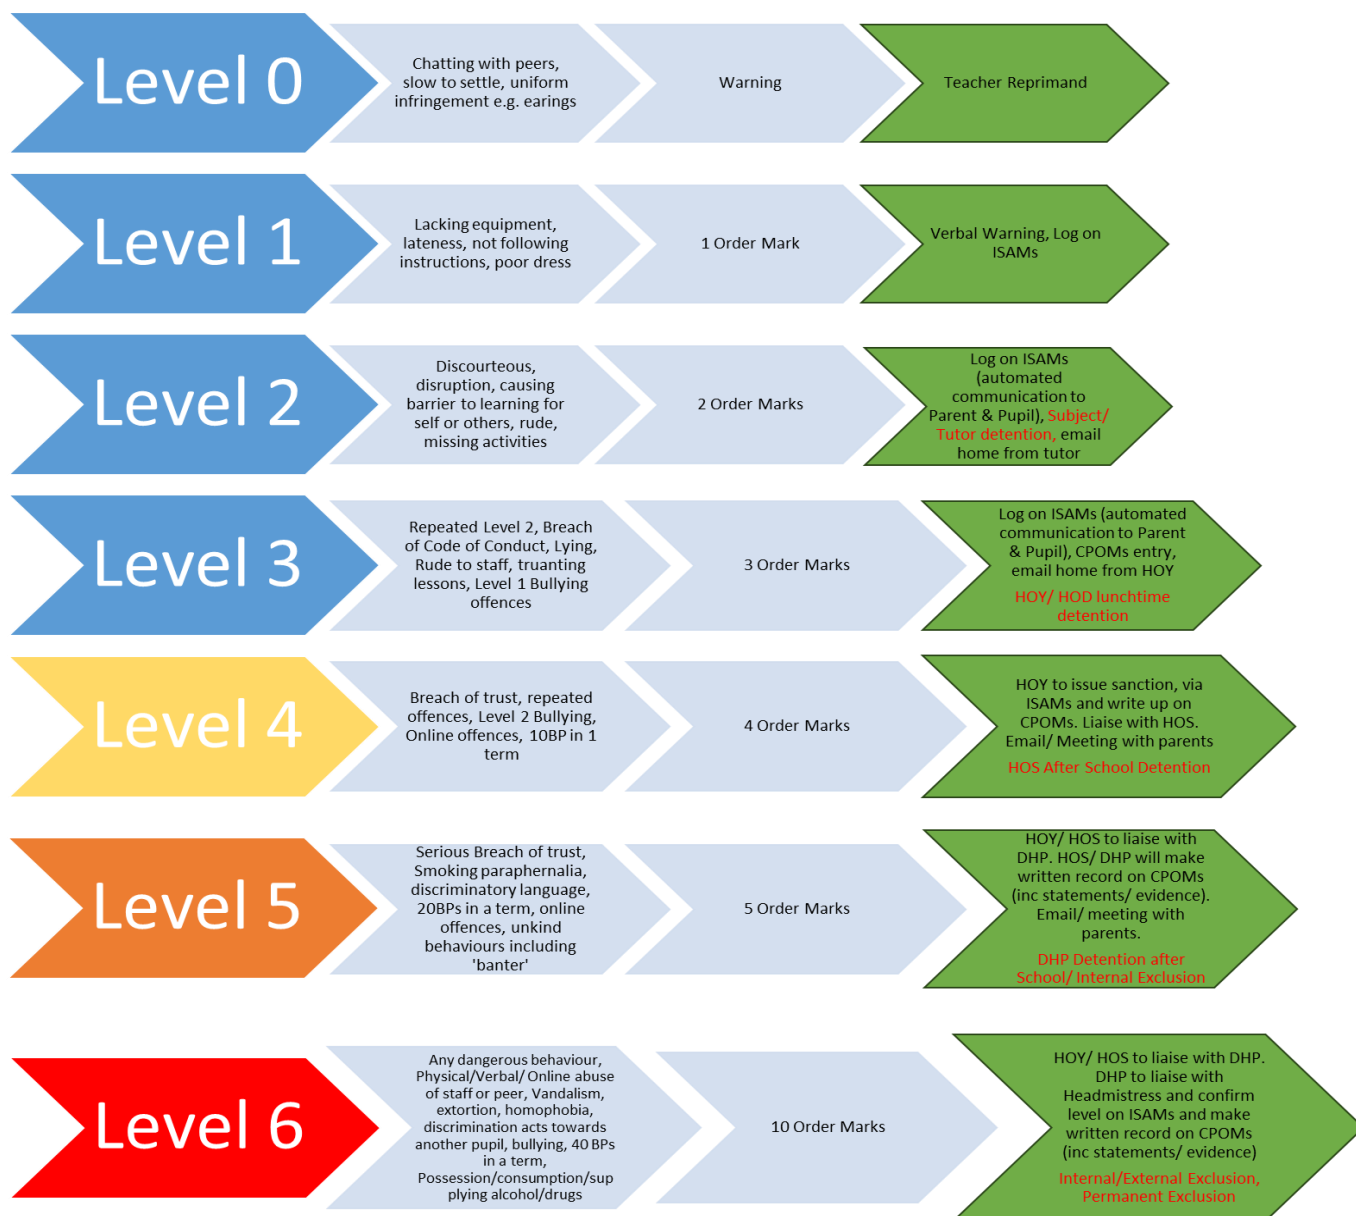 Level 0
Chatting with peers,
slow to settle, uniform
infringement e.g. earings
Warning
Teacher Reprimand
Level 1
Lacking equipment,
lateness, not following
instructions, poor dress
1 Order Mark
Verbal Warning, Log on
ISAMs
Level 2
Discourteous,
disruption, causing
barrier to learning for
self or others, rude,
missing activities
2 Order Marks
Log on ISAMs
(automated
communication to
Parent & Pupil), Subject/
Tutor detention, email
home from tutor
Level 3
Repeated Level 2, Breach
of Code of Conduct, Lying,
Rude to staff, truanting
lessons, Level 1 Bullying
offences
3 Order Marks
Log on ISAMs (automated
communication to Parent
& Pupil), CPOMs entry,
email home from HOY
HOY/ HOD lunchtime
detention
Level 4
Breach of trust, repeated
offences, Level 2 Bullying,
Online offences, 10BP in 1
term
4 Order Marks
HOY to issue sanction, via
ISAMs and write up on
CPOMs. Liaise with HOS.
Email/ Meeting with parents
HOS After School Detention
Level 5
Serious Breach of trust,
Smoking paraphernalia,
discriminatory language,
20BPs in a term, online
offences, unkind
behaviours including
'banter'
5 Order Marks
HOY/ HOS to liaise with
DHP. HOS/ DHP will make
written record on CPOMs
(inc statements/ evidence).
Email/ meeting with
parents.
DHP Detention after
School/ Internal Exclusion
Level 6
Any dangerous behaviour,
Physical/Verbal/ Online abuse
of staff or peer, Vandalism,
extortion, homophobia,
discrimination acts towards
another pupil, bullying, 40 BPs
in a term,
Possession/consumption/sup
plying alcohol/drugs
10 Order Marks
HOY/ HOS to liaise with DHP.
DHP to liaise with
Headmistress and confirm
level on ISAMs and make
written record on CPOMs
(inc statements/ evidence)
Internal/External Exclusion,
Permanent Exclusion